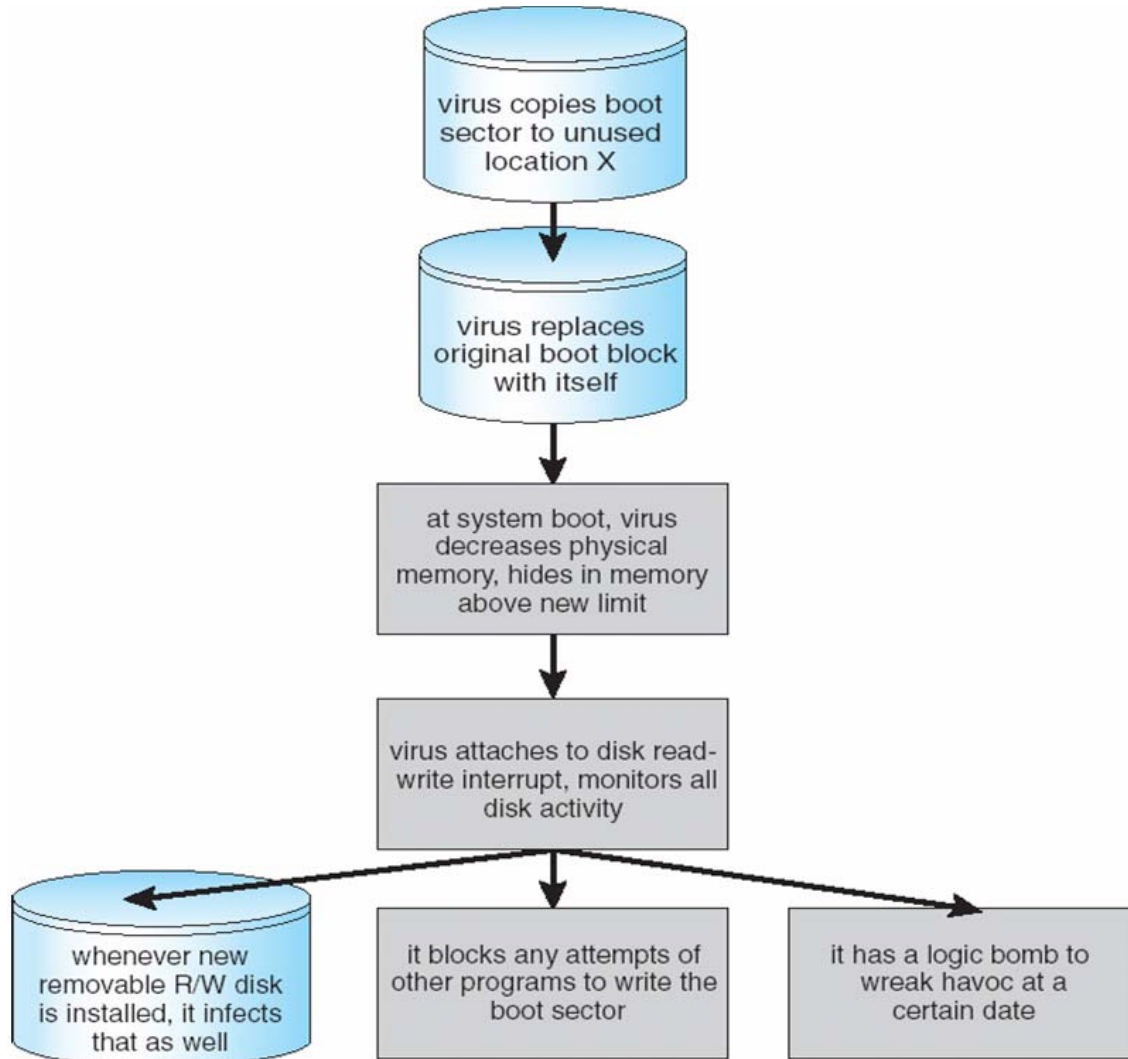 virus copies boot
sector to unused
location X
virus replaces
original boot block
with itself
at system boot, virus
decreases physical
memory, hides in memory
above new limit
virus attaches to disk read-
write interrupt, monitors all
disk activity
whenever new
removable R/W disk
is installed, it infects
that as well
it blocks any attempts of
other programs to write the
boot sector
it has a logic bomb to
wreak havoc at a
certain date